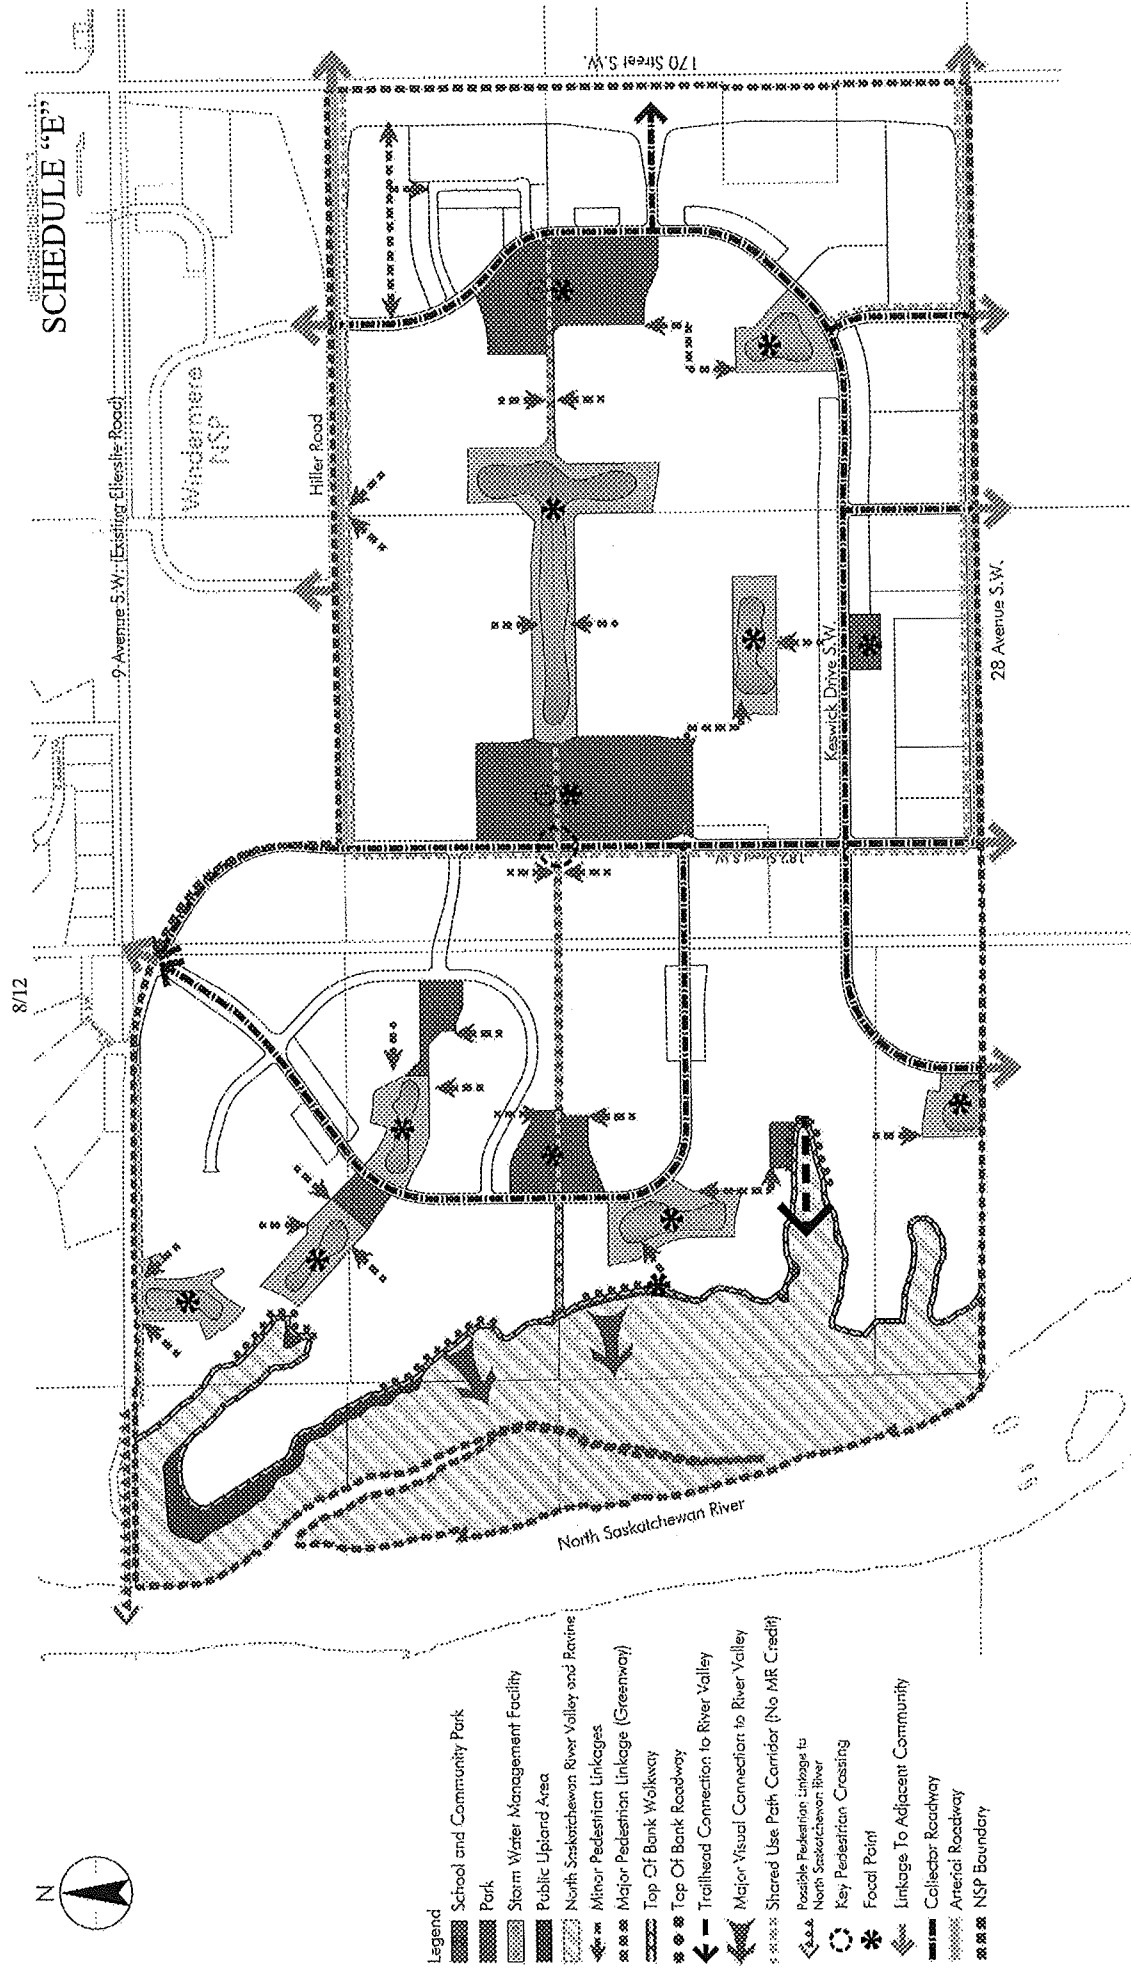 SCHEDULE "E"
8/12
9 Avenue S.W. (Existing Ellerslie Road)
Windermere
NSP
Hiller Road
170 Street S.W.
182 Street S.W.
Keswick Drive S.W.
28 Avenue S.W.
North Saskatchewan River
N
Legend
School and Community Park
Park
Storm Water Management Facility
Public Upland Area
North Saskatchewan River Valley and Ravine
Minor Pedestrian Linkages
Major Pedestrian Linkage (Greenway)
Top Of Bank Walkway
Top Of Bank Roadway
Trailhead Connection to River Valley
Major Visual Connection to River Valley
Shared Use Path Corridor (No MR Credit)
Possible Pedestrian Linkage to
North Saskatchewan River
Key Pedestrian Crossing
Focal Point
Linkage To Adjacent Community
Collector Roadway
Arterial Roadway
NSP Boundary